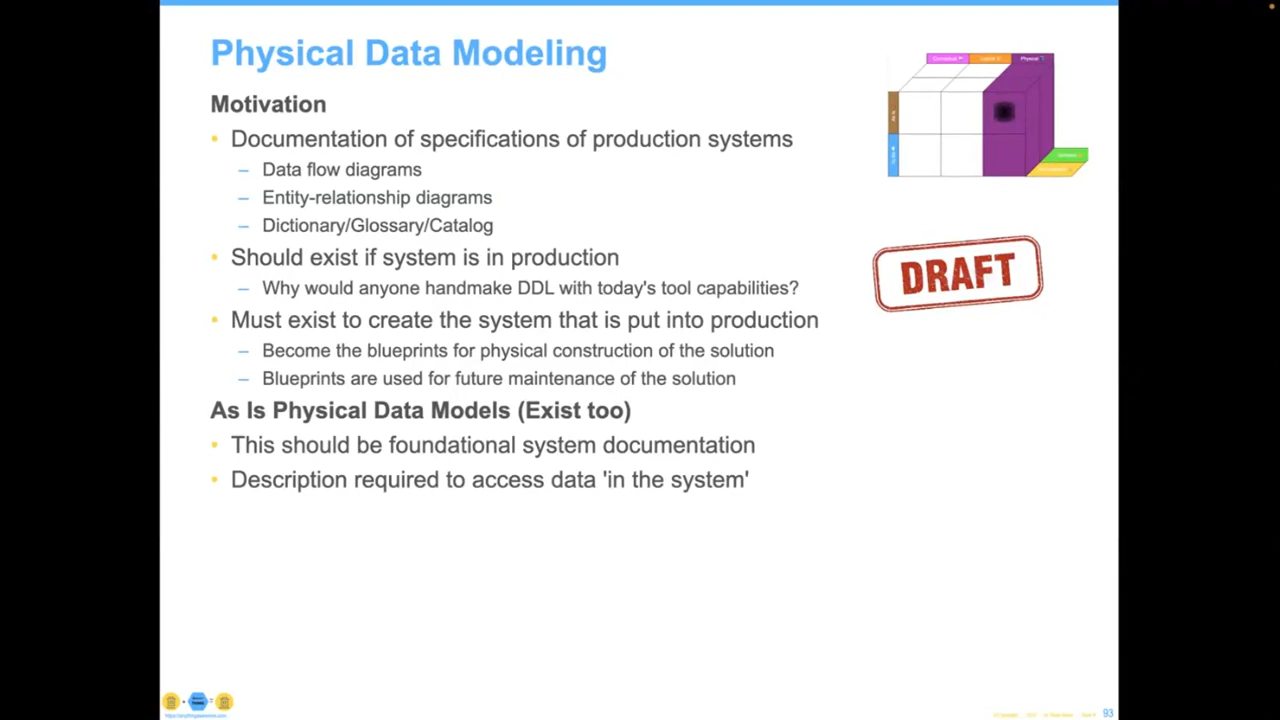 Physical Data Modeling
Motivation
• Documentation of specifications of production systems
– Data flow diagrams
– Entity-relationship diagrams
– Dictionary/Glossary/Catalog
• Should exist if system is in production
– Why would anyone handmake DDL with today's tool capabilities?
• Must exist to create the system that is put into production
– Become the blueprints for physical construction of the solution
– Blueprints are used for future maintenance of the solution
As Is Physical Data Models (Exist too)
• This should be foundational system documentation
• Description required to access data 'in the system'
Conceptual
Physical
DRAFT
93